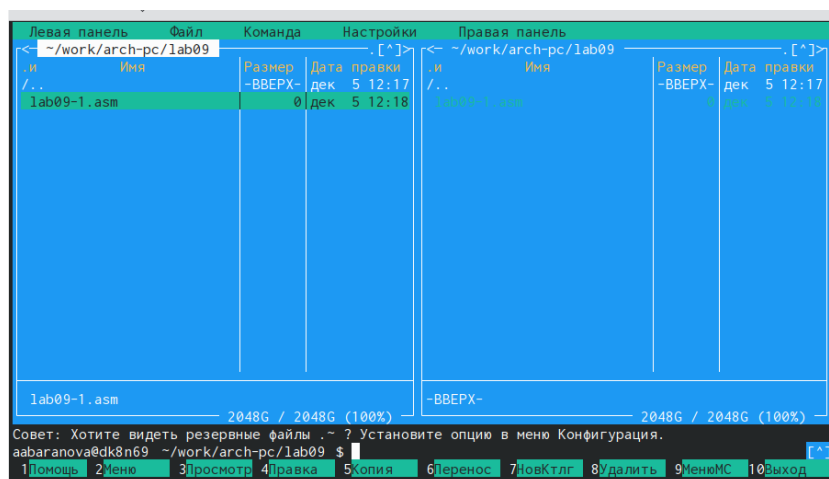 Левая панель Файл Команда Настройки Правая панель
<─ ~/work/arch-pc/lab09 .[^]> <─ ~/work/arch-pc/lab09 .[^]>
.и Имя Размер Дата правки .и Имя Размер Дата правки
/.. -ВВЕРХ- дек 5 12:17 /.. -ВВЕРХ- дек 5 12:17
lab09-1.asm 0 дек 5 12:18 lab09-1.asm 0 дек 5 12:18
lab09-1.asm -ВВЕРХ-
2048G / 2048G (100%) 2048G / 2048G (100%)
Совет: Хотите видеть резервные файлы .~ ? Установите опцию в меню Конфигурация.
aabaranova@dk8n69 ~/work/arch-pc/lab09 $ [^]
1Помощь 2Меню 3Просмотр 4Правка 5Копия 6Перенос 7НовКтлг 8Удалить 9МенюMC 10Выход